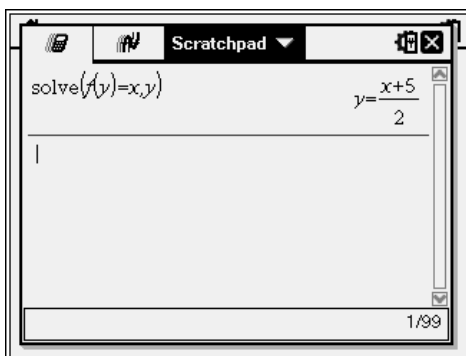 Scratchpad
solve(f(y)=x,y)
y=(x+5)/2
1/99